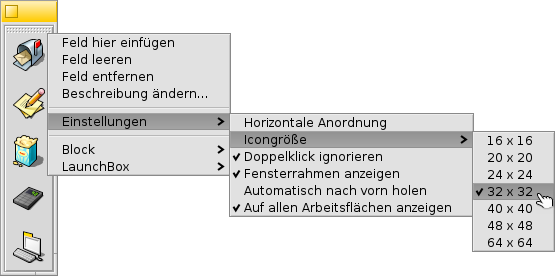 Feld hier einfügen
Feld leeren
Feld entfernen
Beschreibung ändern...
Einstellungen
Block
LaunchBox
Horizontale Anordnung
Icongröße
Doppelklick ignorieren
Fensterrahmen anzeigen
Automatisch nach vorn holen
Auf allen Arbeitsflächen anzeigen
16 x 16
20 x 20
24 x 24
32 x 32
40 x 40
48 x 48
64 x 64